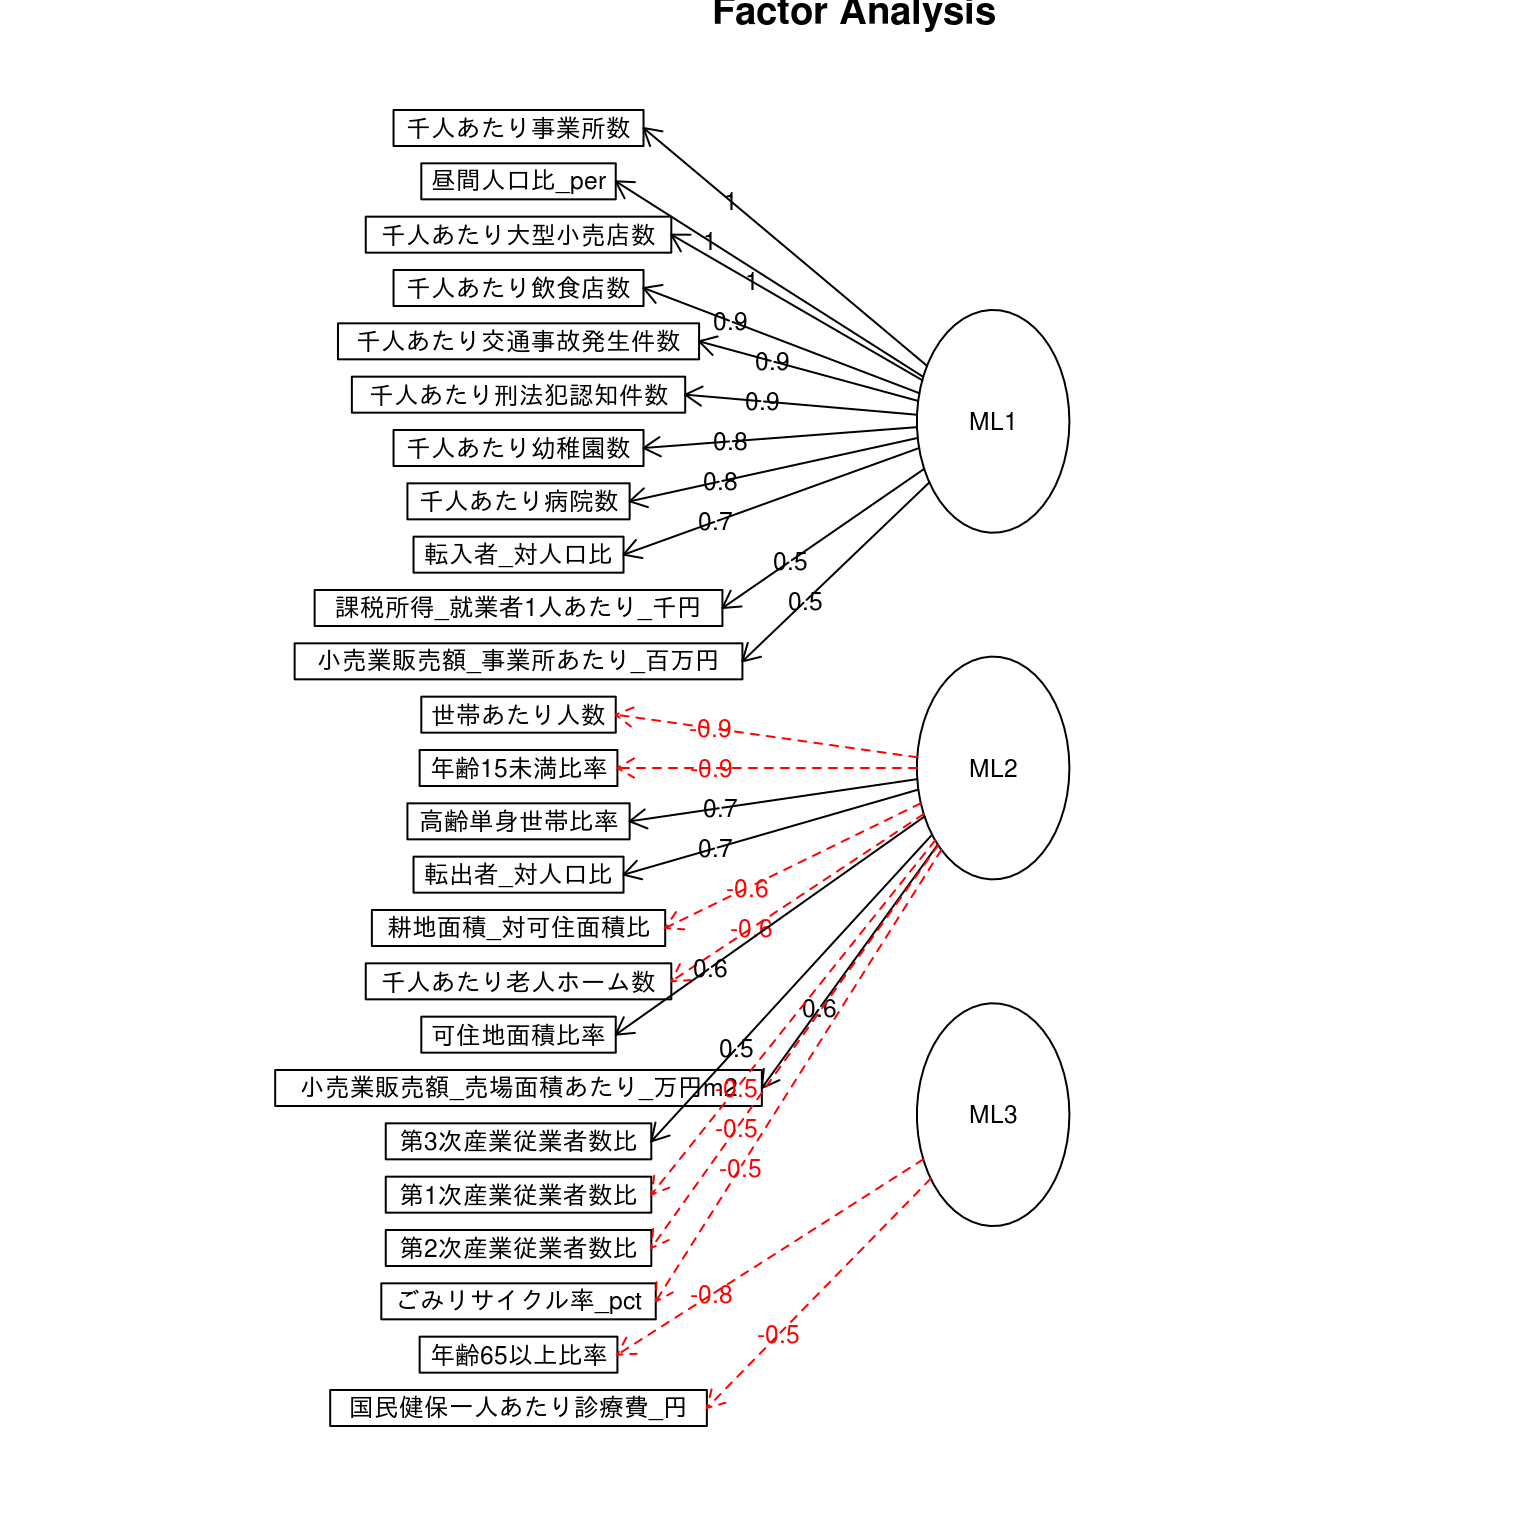 Factor Analysis
千人あたり事業所数
昼間人口比_per
千人あたり大型小売店数
千人あたり飲食店数
千人あたり交通事故発生件数
千人あたり刑法犯認知件数
千人あたり幼稚園数
千人あたり病院数
転入者_対人口比
課税所得_就業者1人あたり_千円
小売業販売額_事業所あたり_百万円
世帯あたり人数
年齢15未満比率
高齢単身世帯比率
転出者_対人口比
耕地面積_対可住面積比
千人あたり老人ホーム数
可住地面積比率
小売業販売額_売場面積あたり_万円m2
第3次産業従業者数比
第1次産業従業者数比
第2次産業従業者数比
ごみリサイクル率_pct
年齢65以上比率
国民健保一人あたり診療費_円
1
1
1
0.9
0.9
0.9
0.8
0.8
0.7
0.5
0.5
-0.9
-0.9
0.7
0.7
-0.6
-0.6
0.6
0.6
0.5
-0.5
-0.5
-0.5
-0.8
-0.5
ML1
ML2
ML3